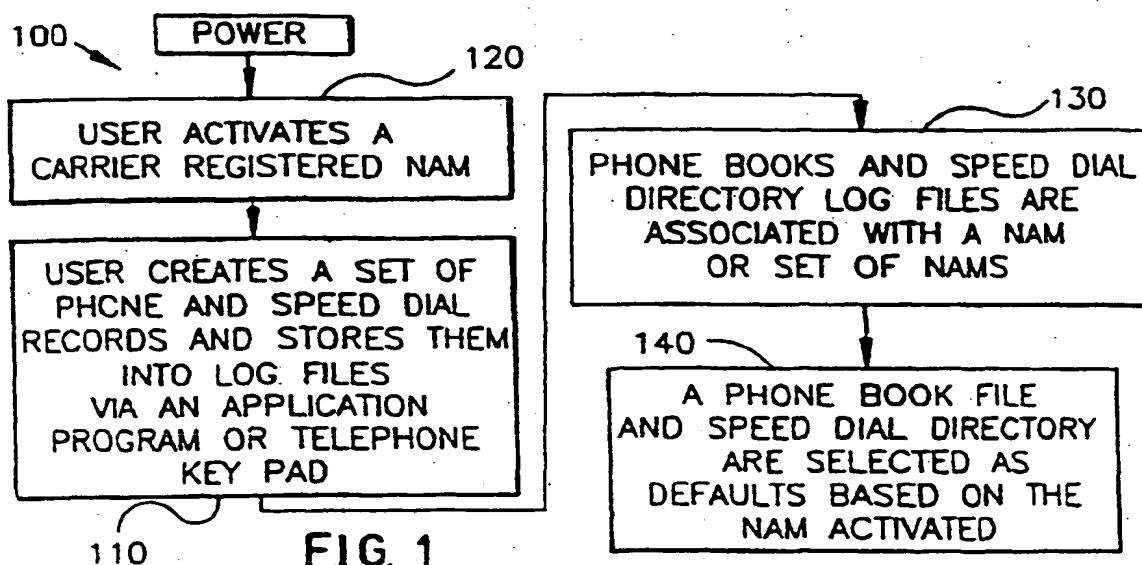 100
POWER
120
USER ACTIVATES A
CARRIER REGISTERED NAM
USER CREATES A SET OF
PHCNE AND SPEED DIAL
RECORDS AND STORES THEM
INTO LOG FILES
VIA AN APPLICATION
PROGRAM OR TELEPHONE
KEY PAD
110
130
PHONE BOOKS AND SPEED DIAL
DIRECTORY LOG FILES ARE
ASSOCIATED WITH A NAM
OR SET OF NAMS
140
A PHONE BOOK FILE
AND SPEED DIAL DIRECTORY
ARE SELECTED AS
DEFAULTS BASED ON THE
NAM ACTIVATED
FIG. 1